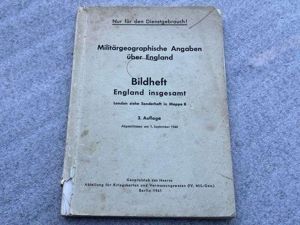 Nur für den Dienstgebrauch!
Militärgeographische Angaben
über England
Bildheft
England insgesamt
London siehe Sonderheft in Mappe B
2. Auflage
Abgeschlossen am 1. September 1940
Generalstab des Heeres
Abteilung für Kriegskarten und Vermessungswesen (IV. Mil.-Geo.)
Berlin 1940